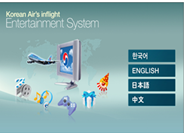 Korean Air's inflight
Entertainment System
한국어
ENGLISH
日本語
中文